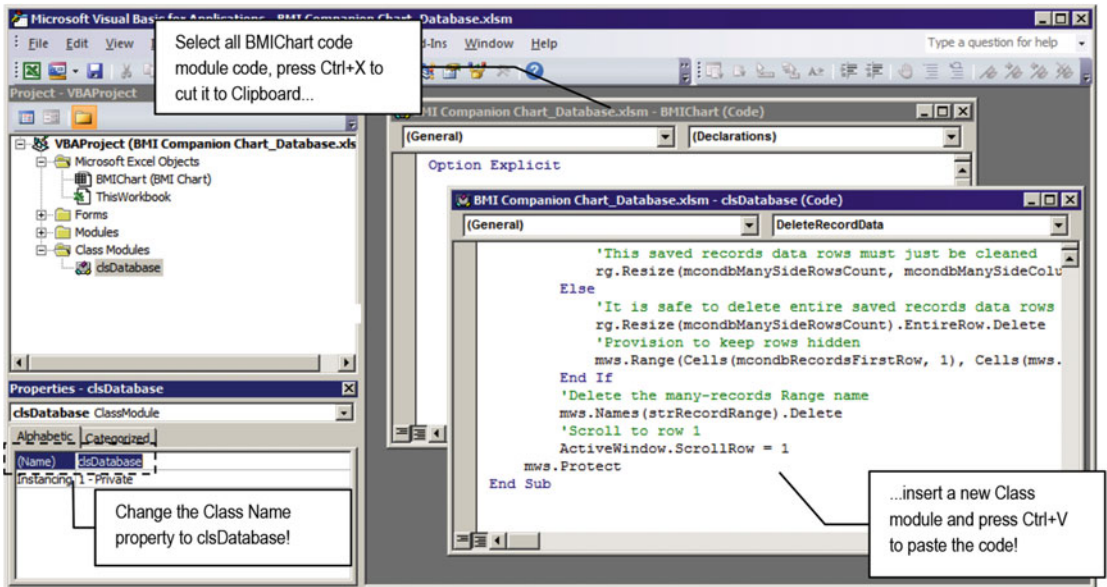 Microsoft Visual Basic for Applications - BMI Companion Chart_Database.xlsm
File Edit View Add-Ins Window Help
Type a question for help
Select all BMIChart code
module code, press Ctrl+X to
cut it to Clipboard...
Project - VBAProject
VBAProject (BMI Companion Chart_Database.xls
Microsoft Excel Objects
BMIChart (BMI Chart)
ThisWorkbook
Forms
Modules
Class Modules
clsDatabase
BMI Companion Chart_Database.xlsm - BMIChart (Code)
(General) (Declarations)
Option Explicit
BMI Companion Chart_Database.xlsm - clsDatabase (Code)
(General) DeleteRecordData
'This saved records data rows must just be cleaned
rg.Resize(mcondbManySideRowsCount, mcondbManySideColu
Else
'It is safe to delete entire saved records data rows
rg.Resize(mcondbManySideRowsCount).EntireRow.Delete
'Provision to keep rows hidden
mws.Range(Cells(mcondbRecordsFirstRow, 1), Cells(mws.
End If
'Delete the many-records Range name
mws.Names(strRecordRange).Delete
'Scroll to row 1
ActiveWindow.ScrollRow = 1
mws.Protect
End Sub
Properties - clsDatabase
clsDatabase ClassModule
Alphabetic Categorized
(Name) clsDatabase
Instancing 1 - Private
Change the Class Name
property to clsDatabase!
...insert a new Class
module and press Ctrl+V
to paste the code!